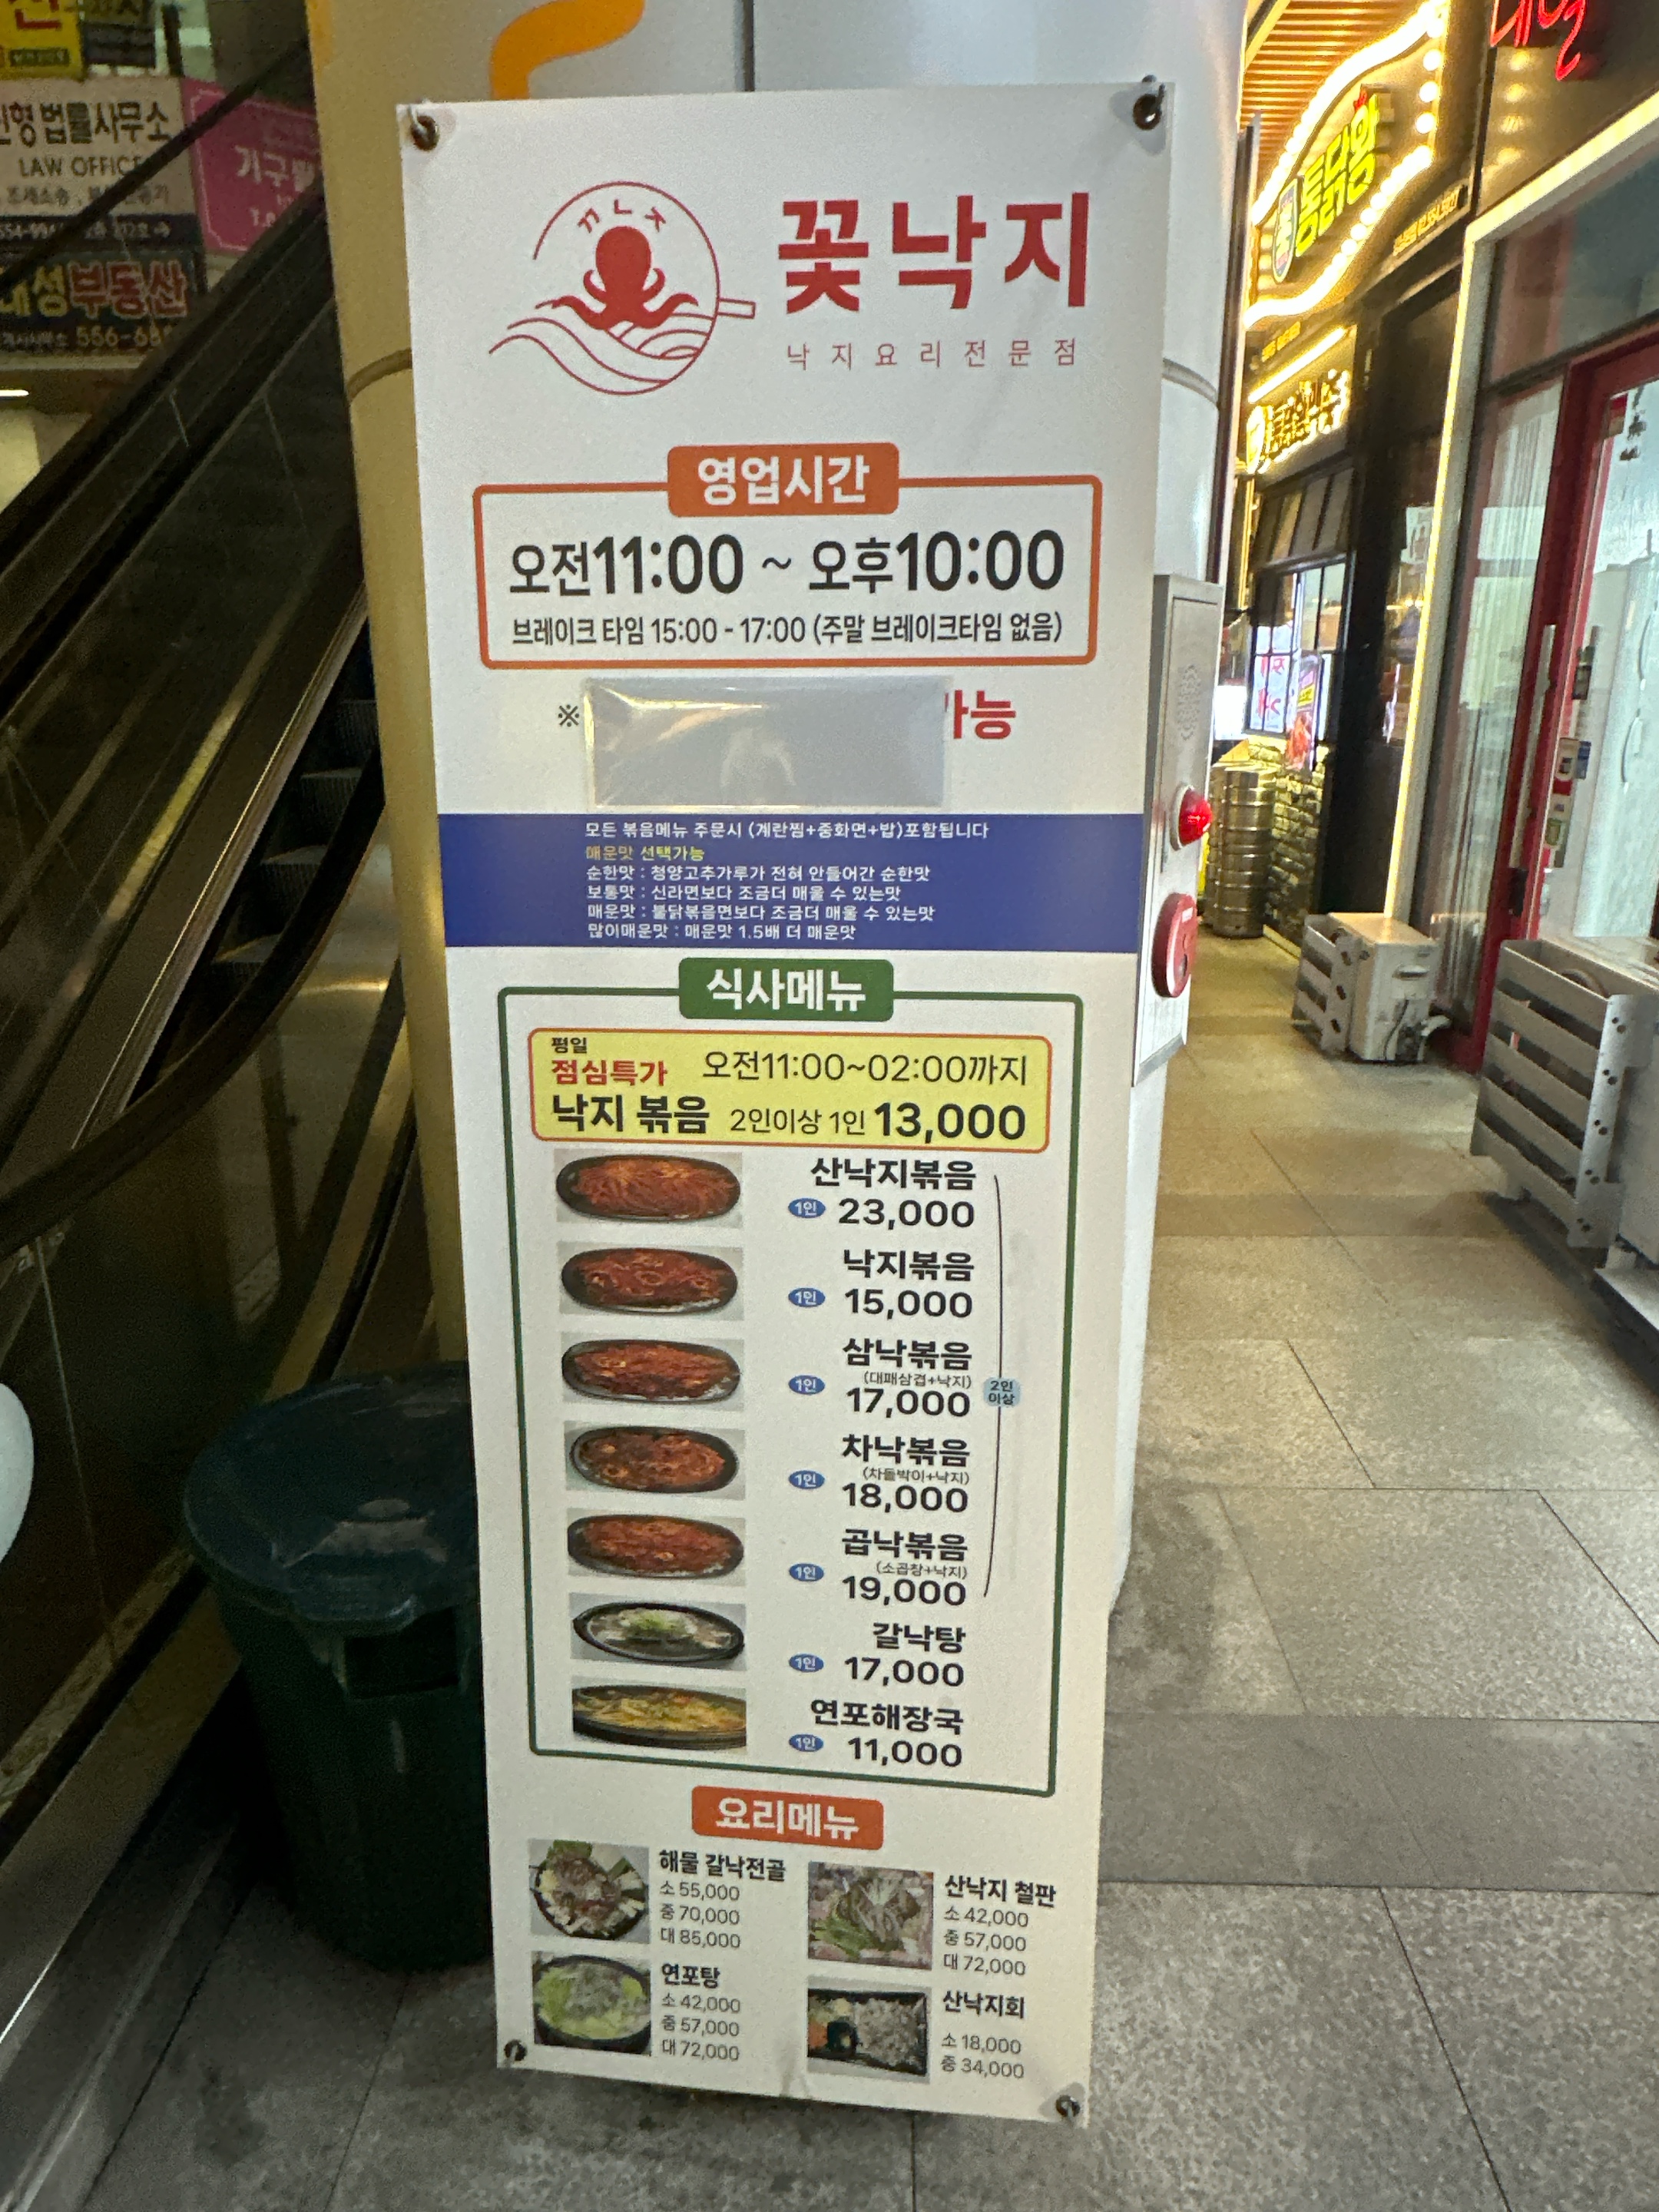 ㄲㄴㅈ
꽃낙지
낙지요리전문점
영업시간
오전11:00 ~ 오후10:00
브레이크 타임 15:00 - 17:00 (주말 브레이크타임 없음)
※
가능
모든 볶음메뉴 주문시 (계란찜+중화면+밥)포함됩니다
매운맛 선택가능
순한맛 : 청양고추가루가 전혀 안들어간 순한맛
보통맛 : 신라면보다 조금더 매울 수 있는맛
매운맛 : 불닭볶음면보다 조금더 매울 수 있는맛
많이매운맛 : 매운맛 1.5배 더 매운맛
식사메뉴
평일
점심특가 오전11:00~02:00까지
낙지 볶음 2인이상 1인 13,000
산낙지볶음
1인 23,000
낙지볶음
1인 15,000
삼낙볶음
(대패삼겹+낙지)
1인 17,000
2인
이상
차낙볶음
(차돌박이+낙지)
1인 18,000
곱낙볶음
(소곱창+낙지)
1인 19,000
갈낙탕
1인 17,000
연포해장국
1인 11,000
요리메뉴
해물 갈낙전골
소 55,000
중 70,000
대 85,000
산낙지 철판
소 42,000
중 57,000
대 72,000
연포탕
소 42,000
중 57,000
대 72,000
산낙지회
소 18,000
중 34,000
법률사무소
LAW OFFICE
부동산
통닭왕